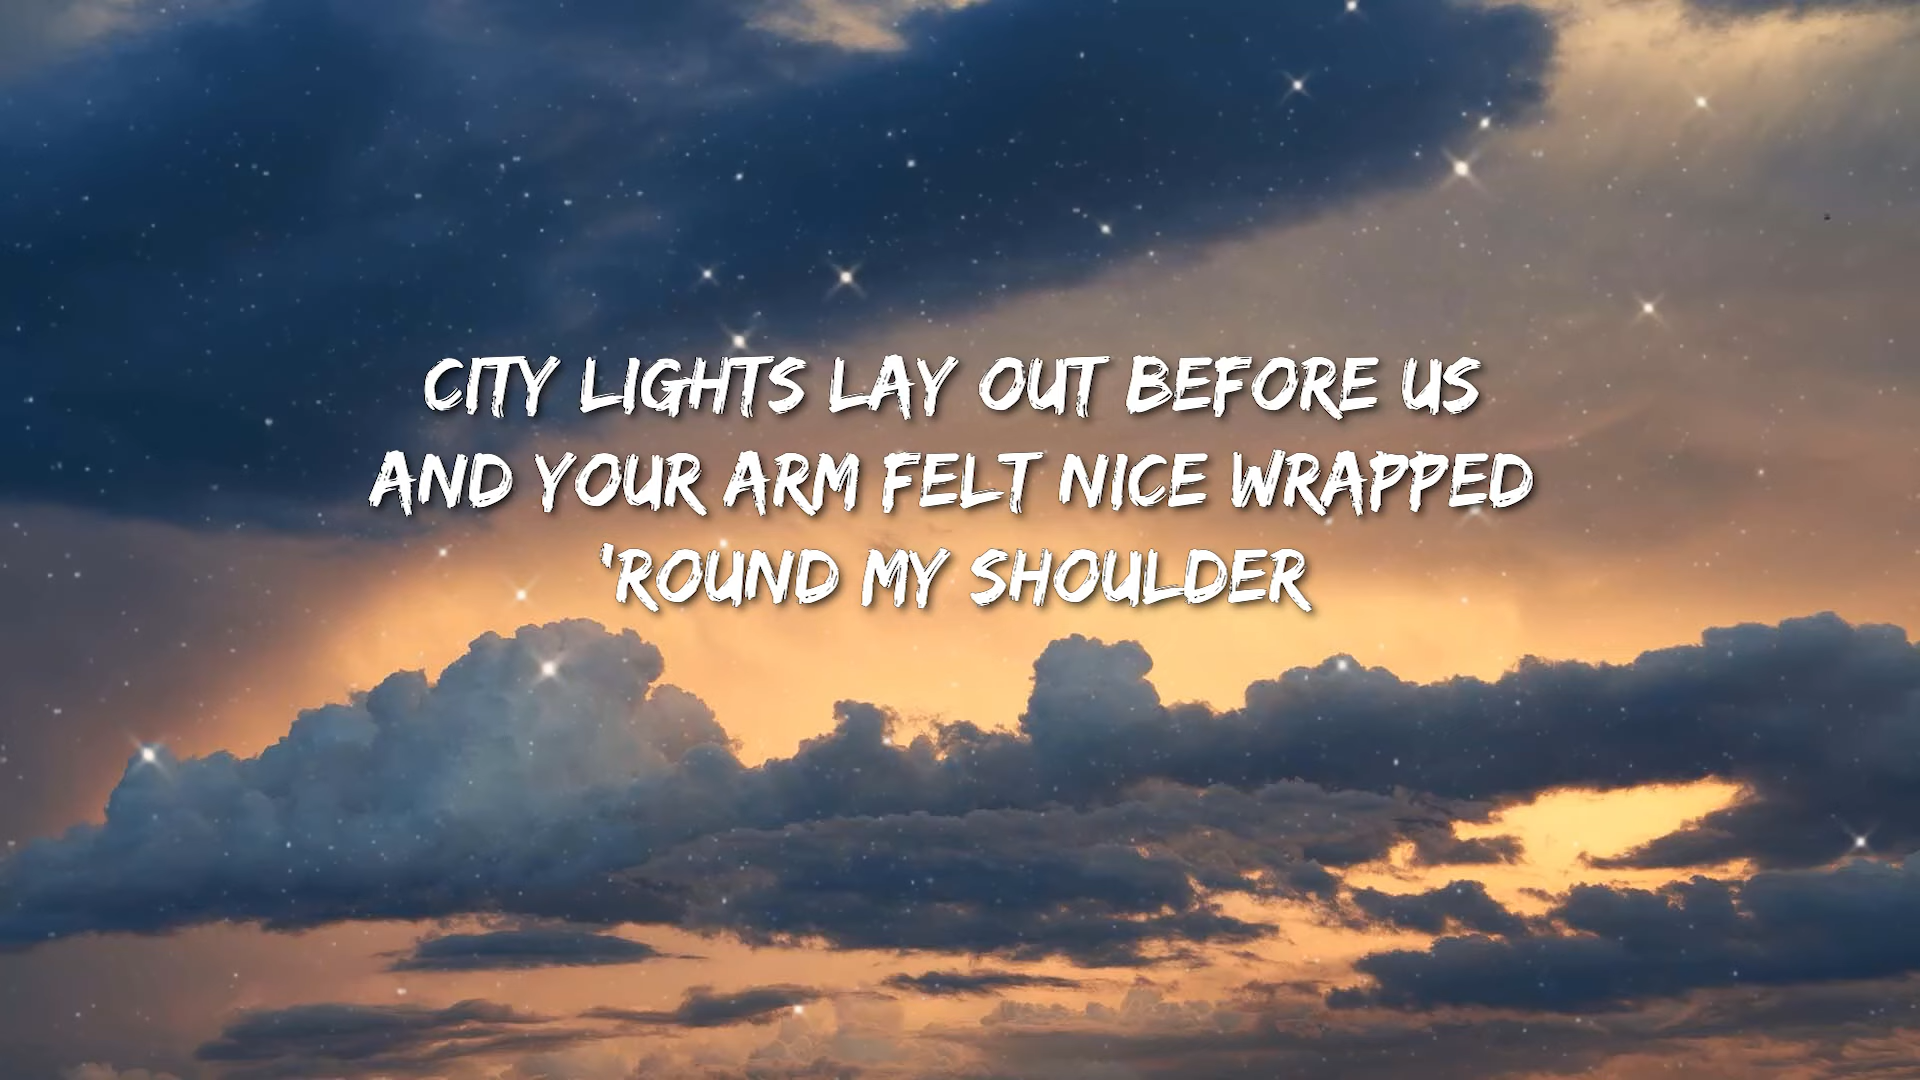 CITY LIGHTS LAY OUT BEFORE US
AND YOUR ARM FELT NICE WRAPPED
'ROUND MY SHOULDER